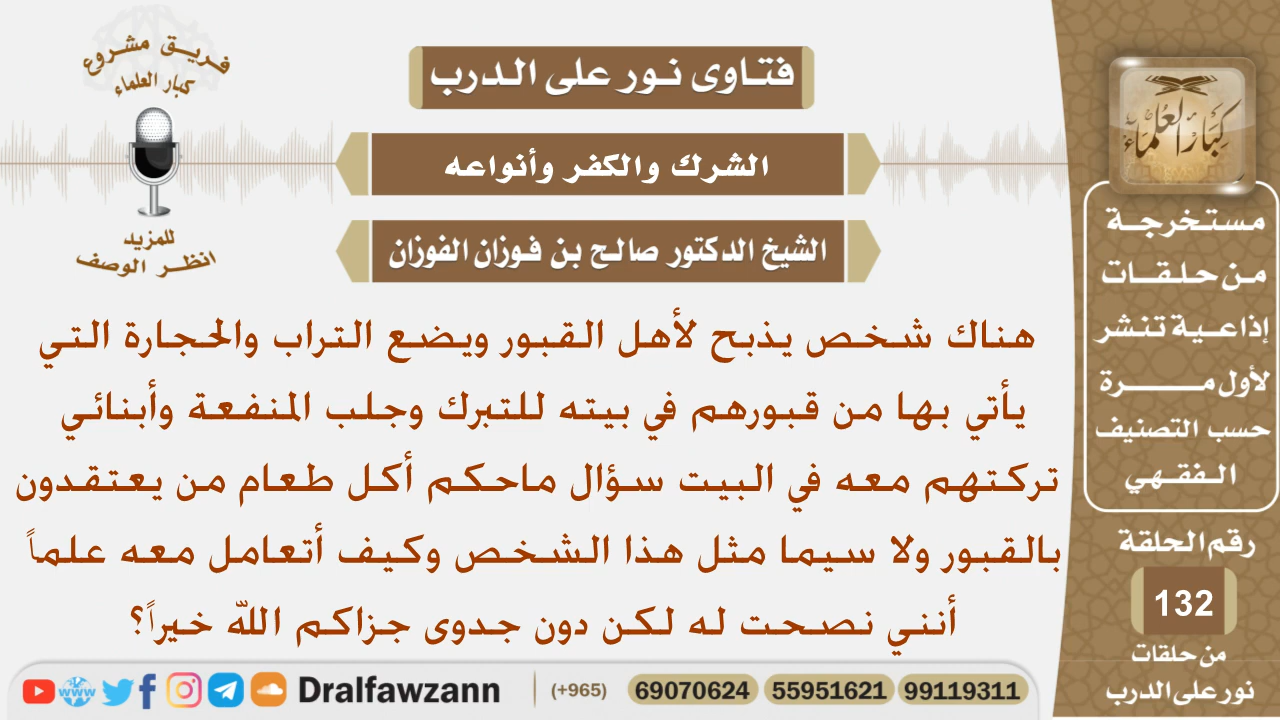 فريق مشروع
كبار العلماء
للمزيد
انظر الوصف
فتاوى نور على الدرب
الشرك والكفر وأنواعه
الشيخ الدكتور صالح بن فوزان الفوزان
هناك شخص يذبح لأهل القبور ويضع التراب والحجارة التي
يأتي بها من قبورهم في بيته للتبرك وجلب المنفعة وأبنائي
تركتهم معه في البيت سؤال ماحكم أكل طعام من يعتقدون
بالقبور ولا سيما مثل هذا الشخص وكيف أتعامل معه علماً
أنني نصحت له لكن دون جدوى جزاكم الله خيراً؟
كبار العلماء
مستخرجة
من حلقات
إذاعية تنشر
لأول مرة
حسب التصنيف
الفقهي
رقم الحلقة
132
من حلقات
نور على الدرب
www
Dralfawzann
(+965)
69070624
55951621
99119311